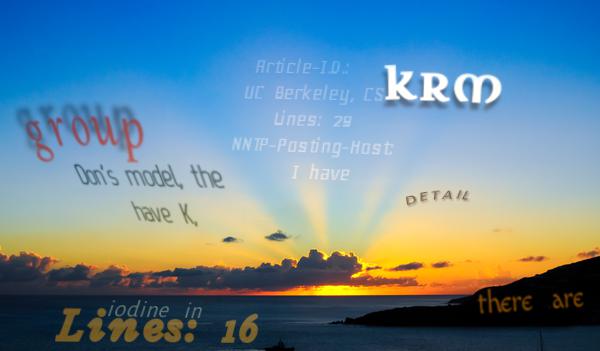 Article-I.D.:
UC Berkeley, CS
Lines: 29
NNTP-Posting-Host:
I have
KRM
group
Don's model, the
have K,
DETAIL
there are
iodine in
Lines: 16